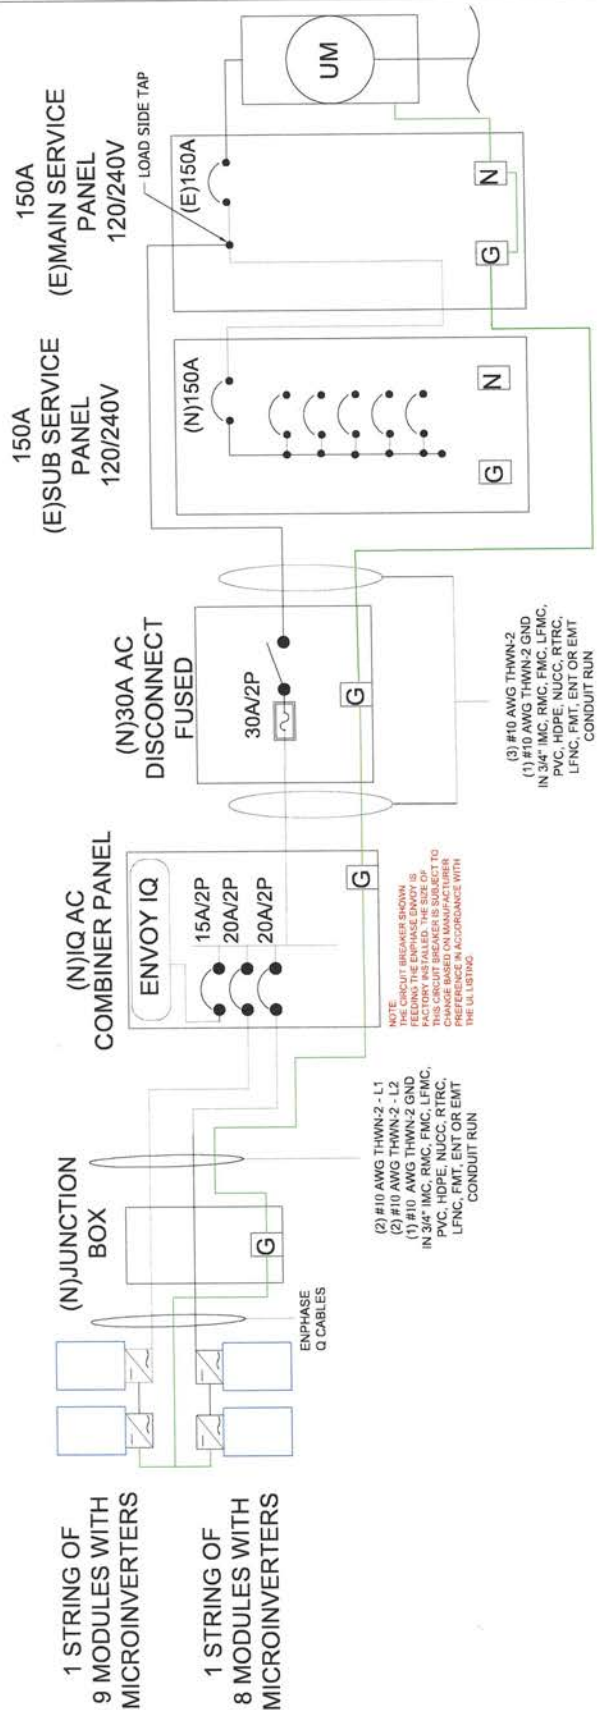 1 STRING OF
9 MODULES WITH
MICROINVERTERS
1 STRING OF
8 MODULES WITH
MICROINVERTERS
ENPHASE
Q CABLES
(N)JUNCTION
BOX
G
(2) #10 AWG THWN-2 - L1
(2) #10 AWG THWN-2 - L2
(1) #10 AWG THWN-2 GND
IN 3/4" IMC, RMC, FMC, LFMC,
PVC, HDPE, NUCC, RTRC,
LFNC, FMT, ENT OR EMT
CONDUIT RUN
(N)IQ AC
COMBINER PANEL
ENVOY IQ
15A/2P
20A/2P
20A/2P
G
NOTE:
THE CIRCUIT BREAKER SHOWN
FEEDING THE ENPHASE ENVOY IS
FACTORY INSTALLED. THE SIZE OF
THIS CIRCUIT BREAKER IS SUBJECT TO
CHANGE BASED ON MANUFACTURER
PREFERENCE IN ACCORDANCE WITH
THE UL LISTING
(N)30A AC
DISCONNECT
FUSED
30A/2P
G
(3) #10 AWG THWN-2
(1) #10 AWG THWN-2 GND
IN 3/4" IMC, RMC, FMC, LFMC,
PVC, HDPE, NUCC, RTRC,
LFNC, FMT, ENT OR EMT
CONDUIT RUN
150A
(E)SUB SERVICE
PANEL
120/240V
(N)150A
G
N
150A
(E)MAIN SERVICE
PANEL
120/240V
LOAD SIDE TAP
(E)150A
G
N
UM